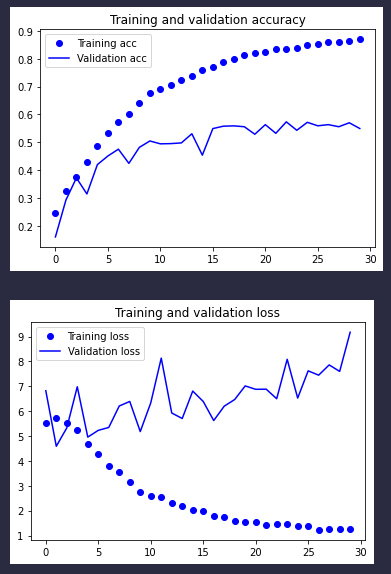 Training and validation accuracy
Training acc
Validation acc
0.9
0.8
0.7
0.6
0.5
0.4
0.3
0.2
0 5 10 15 20 25 30
Training and validation loss
Training loss
Validation loss
9
8
7
6
5
4
3
2
1
0 5 10 15 20 25 30